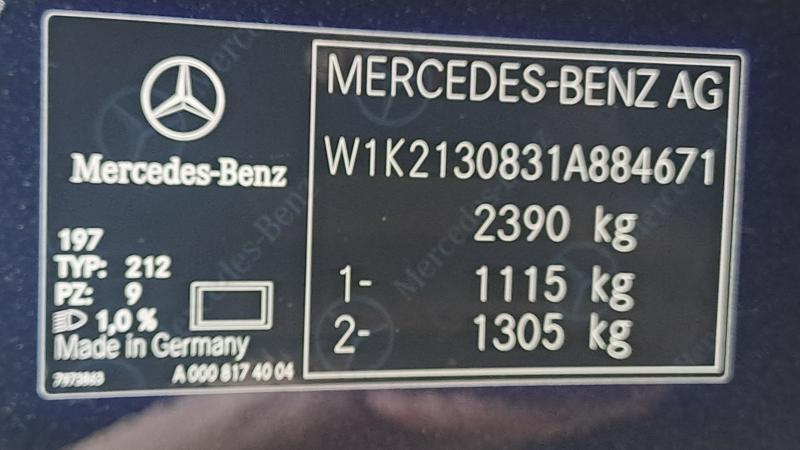 Mercedes-Benz
197
TYP: 212
PZ: 9
1,0 %
Made in Germany
A 000 817 40 04
MERCEDES-BENZ AG
W1K2130831A884671
2390 kg
1- 1115 kg
2- 1305 kg